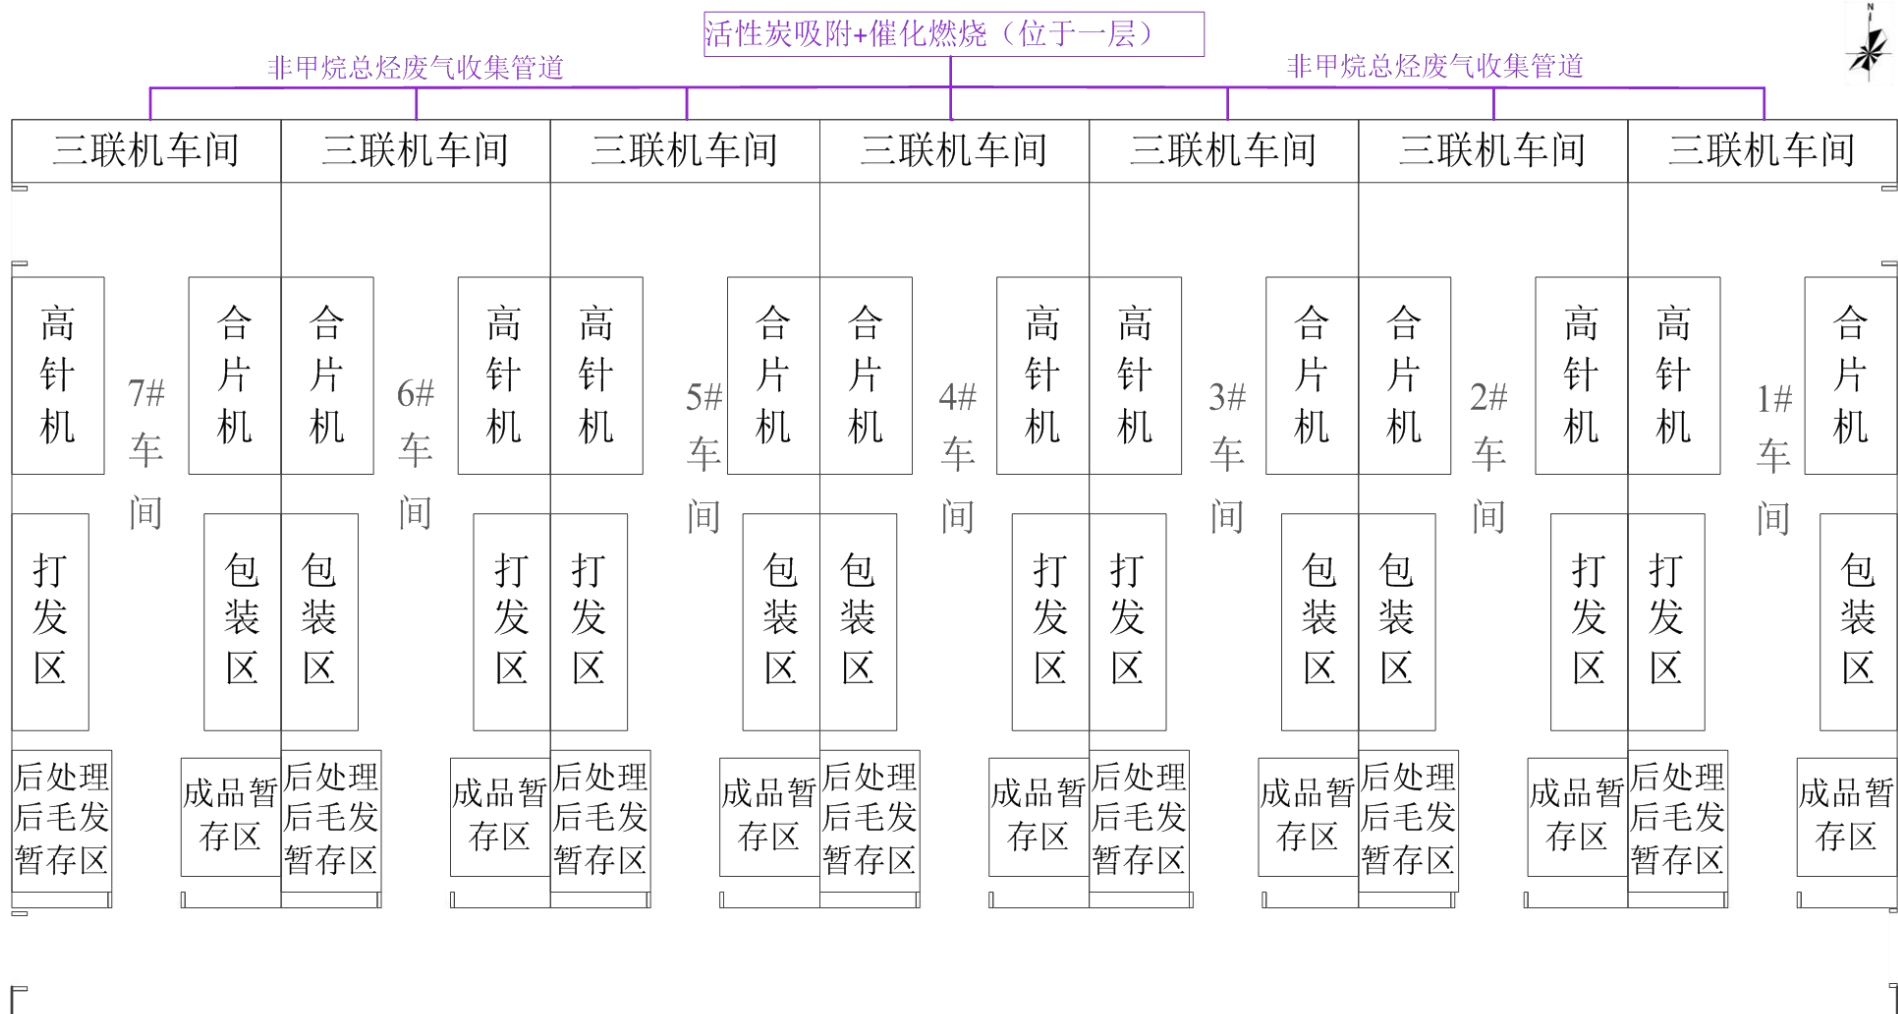 N
活性炭吸附+催化燃烧（位于一层）
非甲烷总烃废气收集管道
非甲烷总烃废气收集管道
三联机车间
三联机车间
三联机车间
三联机车间
三联机车间
三联机车间
三联机车间
高针机
7#车间
合片机
合片机
6#车间
高针机
高针机
5#车间
合片机
合片机
4#车间
高针机
高针机
3#车间
合片机
合片机
2#车间
高针机
高针机
1#车间
合片机
打发区
包装区
包装区
打发区
打发区
包装区
包装区
打发区
打发区
包装区
包装区
打发区
打发区
包装区
后处理
后毛发
暂存区
成品暂
存区
后处理
后毛发
暂存区
成品暂
存区
后处理
后毛发
暂存区
成品暂
存区
后处理
后毛发
暂存区
成品暂
存区
后处理
后毛发
暂存区
成品暂
存区
后处理
后毛发
暂存区
成品暂
存区
后处理
后毛发
暂存区
成品暂
存区